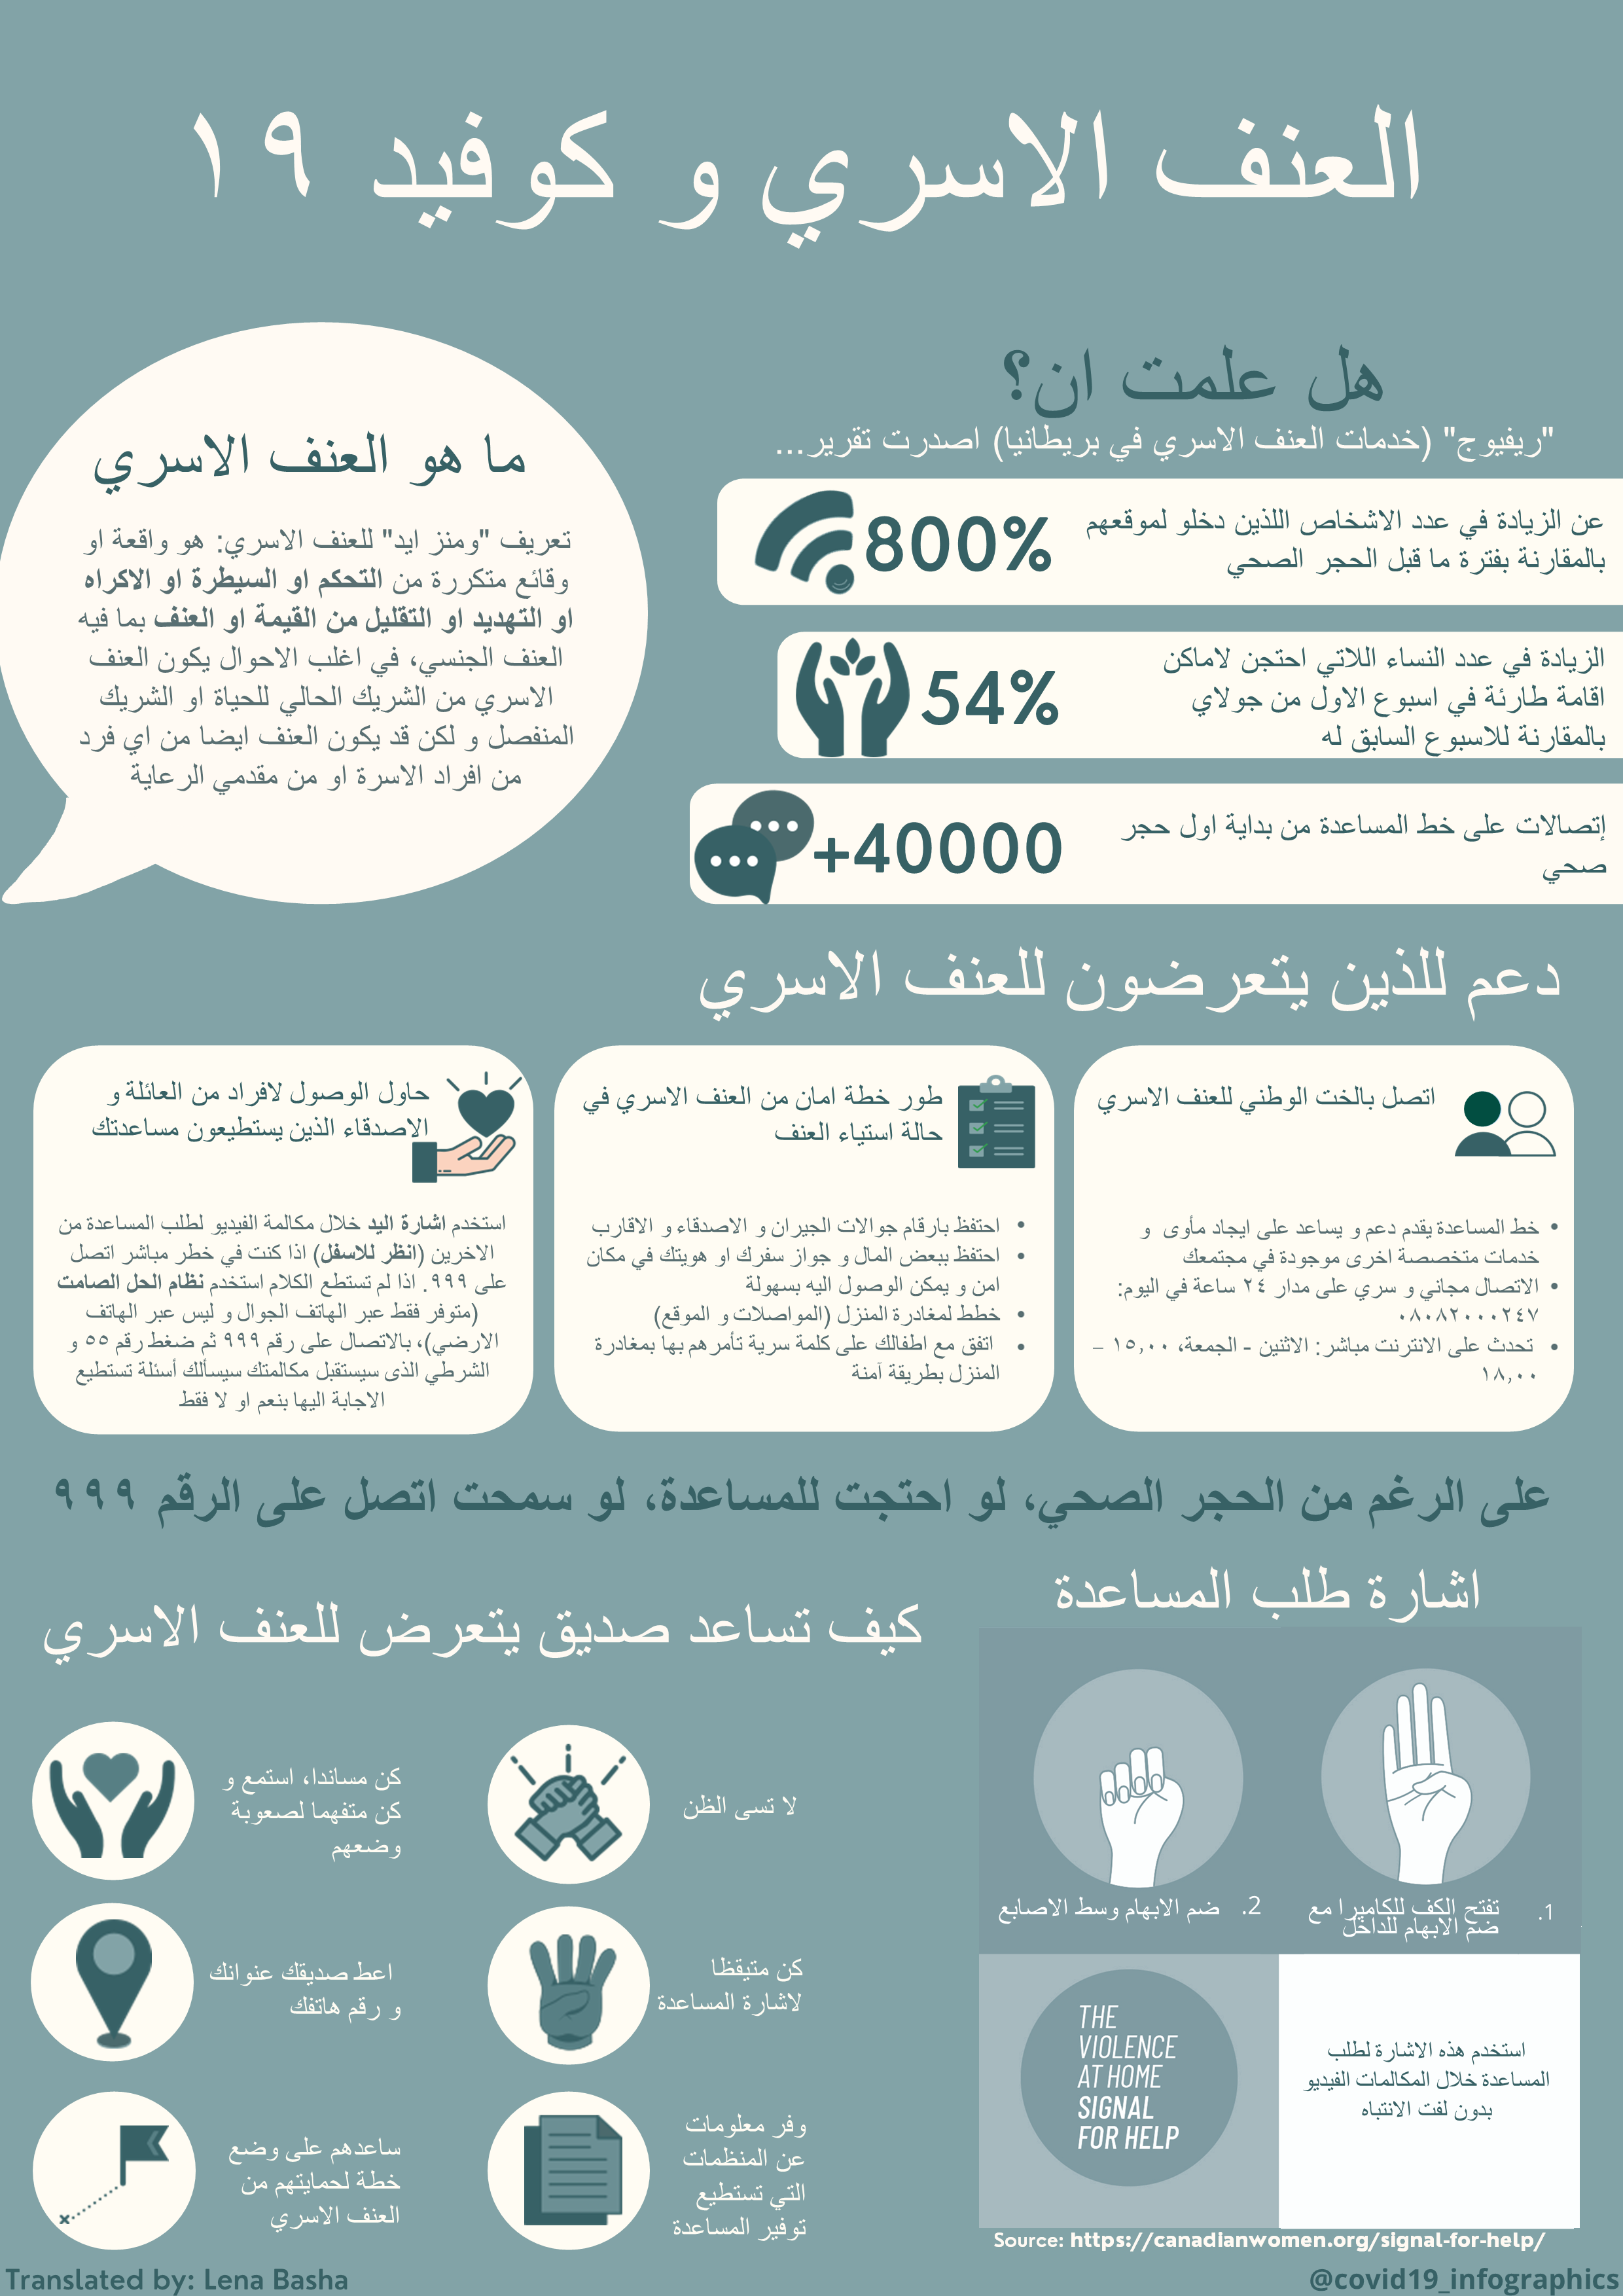 العنف الاسري و كوفيد ١٩
هل علمت ان؟
"ريفيوج" (خدمات العنف الاسري في بريطانيا) اصدرت تقرير...
عن الزيادة في عدد الاشخاص اللذين دخلو لموقعهم
بالمقارنة بفترة ما قبل الحجر الصحي
800%
الزيادة في عدد النساء اللاتي احتجن لاماكن
اقامة طارئة في اسبوع الاول من جولاي
بالمقارنة للاسبوع السابق له
54%
إتصالات على خط المساعدة من بداية اول حجر
صحي
+40000
ما هو العنف الاسري
تعريف "ومنز ايد" للعنف الاسري: هو واقعة او
وقائع متكررة من التحكم او السيطرة او الاكراه
او التهديد او التقليل من القيمة او العنف بما فيه
العنف الجنسي، في اغلب الاحوال يكون العنف
الاسري من الشريك الحالي للحياة او الشريك
المنفصل و لكن قد يكون العنف ايضا من اي فرد
من افراد الاسرة او من مقدمي الرعاية
دعم للذين يتعرضون للعنف الاسري
اتصل بالخت الوطني للعنف الاسري
• خط المساعدة يقدم دعم و يساعد على ايجاد مأوى و
خدمات متخصصة اخرى موجودة في مجتمعك
• الاتصال مجاني و سري على مدار ٢٤ ساعة في اليوم:
٠٨٠٨٢٠٠٠٢٤٧
• تحدث على الانترنت مباشر: الاثنين - الجمعة، ١٥,٠٠ –
١٨,٠٠
طور خطة امان من العنف الاسري في
حالة استياء العنف
• احتفظ بارقام جوالات الجيران و الاصدقاء و الاقارب
• احتفظ ببعض المال و جواز سفرك او هويتك في مكان
امن و يمكن الوصول اليه بسهولة
• خطط لمغادرة المنزل (المواصلات و الموقع)
• اتفق مع اطفالك على كلمة سرية تأمرهم بها بمغادرة
المنزل بطريقة آمنة
حاول الوصول لافراد من العائلة و
الاصدقاء الذين يستطيعون مساعدتك
استخدم اشارة اليد خلال مكالمة الفيديو لطلب المساعدة من
الاخرين (انظر للاسفل) اذا كنت في خطر مباشر اتصل
على ٩٩٩. اذا لم تستطع الكلام استخدم نظام الحل الصامت
(متوفر فقط عبر الهاتف الجوال و ليس عبر الهاتف
الارضي)، بالاتصال على رقم ٩٩٩ ثم ضغط رقم ٥٥ و
الشرطي الذى سيستقبل مكالمتك سيسألك أسئلة تستطيع
الاجابة اليها بنعم او لا فقط
على الرغم من الحجر الصحي، لو احتجت للمساعدة، لو سمحت اتصل على الرقم ٩٩٩
اشارة طلب المساعدة
1. تفتح الكف للكاميرا مع
ضم الابهام للداخل
2. ضم الابهام وسط الاصابع
THE
VIOLENCE
AT HOME
SIGNAL
FOR HELP
استخدم هذه الاشارة لطلب
المساعدة خلال المكالمات الفيديو
بدون لفت الانتباه
Source: https://canadianwomen.org/signal-for-help/
كيف تساعد صديق يتعرض للعنف الاسري
لا تسى الظن
كن مساندا، استمع و
كن متفهما لصعوبة
وضعهم
كن متيقظا
لاشارة المساعدة
اعط صديقك عنوانك
و رقم هاتفك
وفر معلومات
عن المنظمات
التي تستطيع
توفير المساعدة
ساعدهم على وضع
خطة لحمايتهم من
العنف الاسري
Translated by: Lena Basha
@covid19_infographics